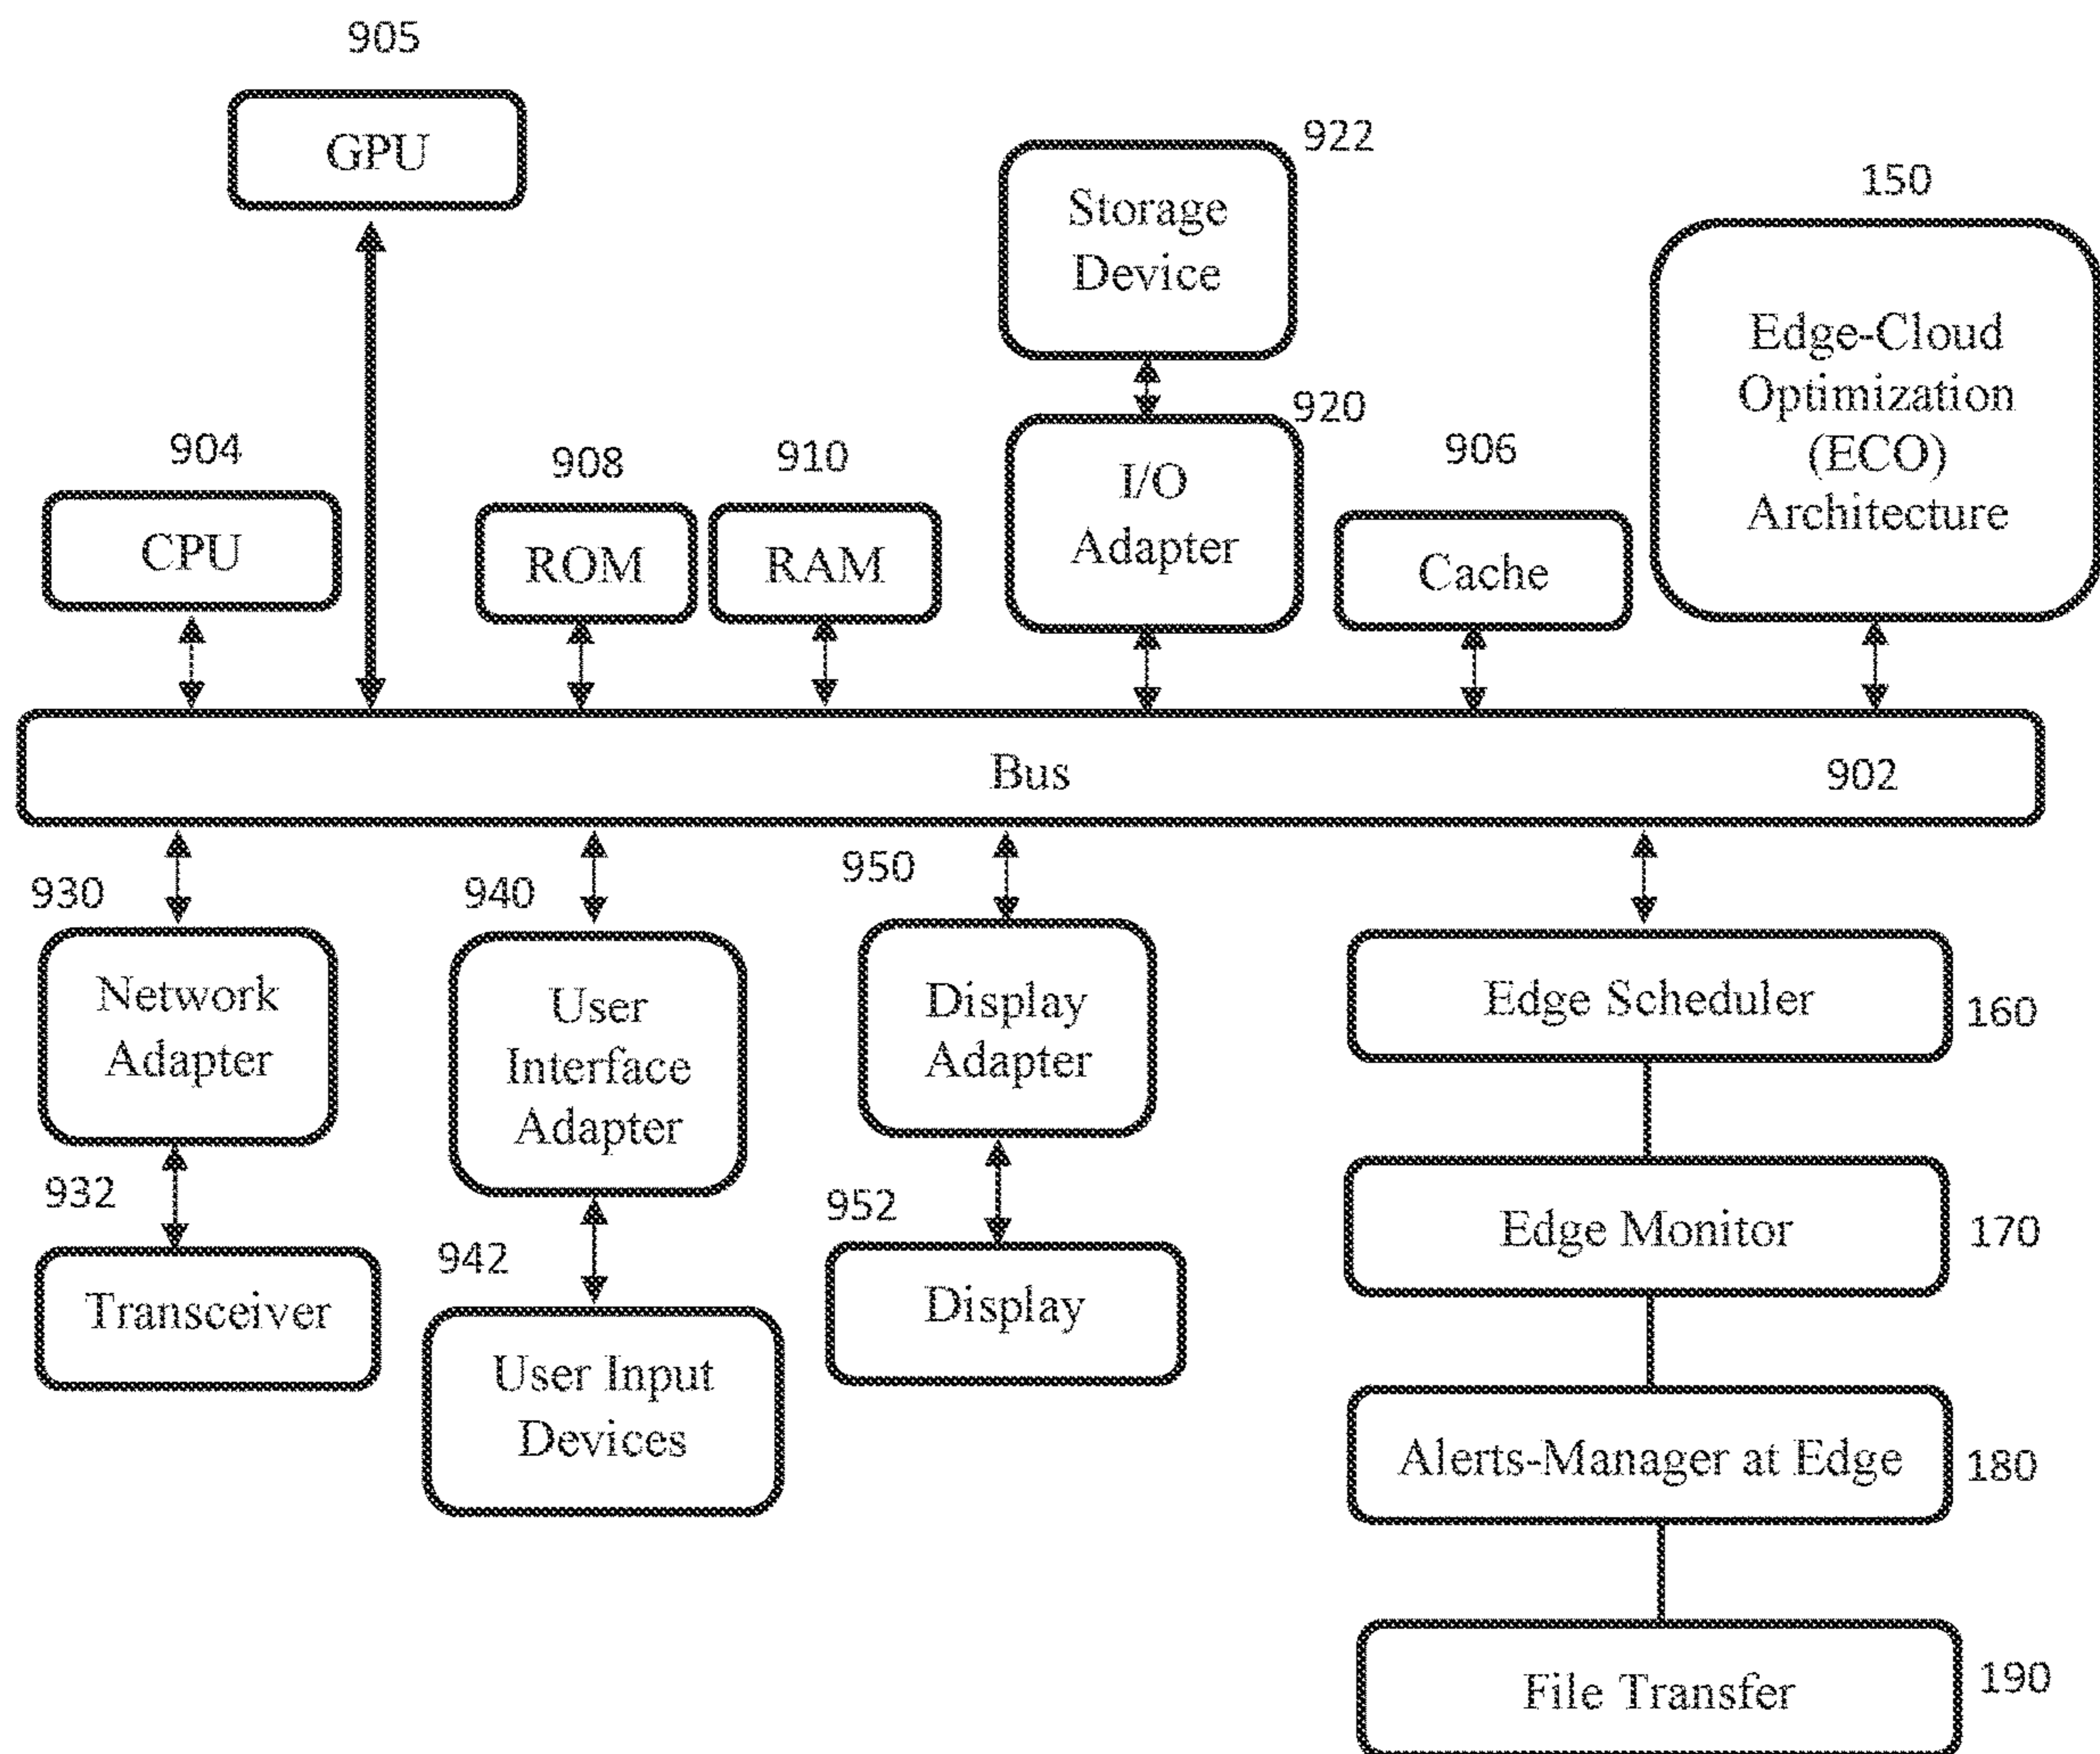 905
GPU
922
Storage
Device
150
Edge-Cloud
Optimization
(ECO)
Architecture
920
I/O
Adapter
904
CPU
908
ROM
910
RAM
906
Cache
Bus
902
930
Network
Adapter
940
User
Interface
Adapter
950
Display
Adapter
Edge Scheduler
160
932
Transceiver
942
User Input
Devices
952
Display
Edge Monitor
170
Alerts-Manager at Edge
180
File Transfer
190